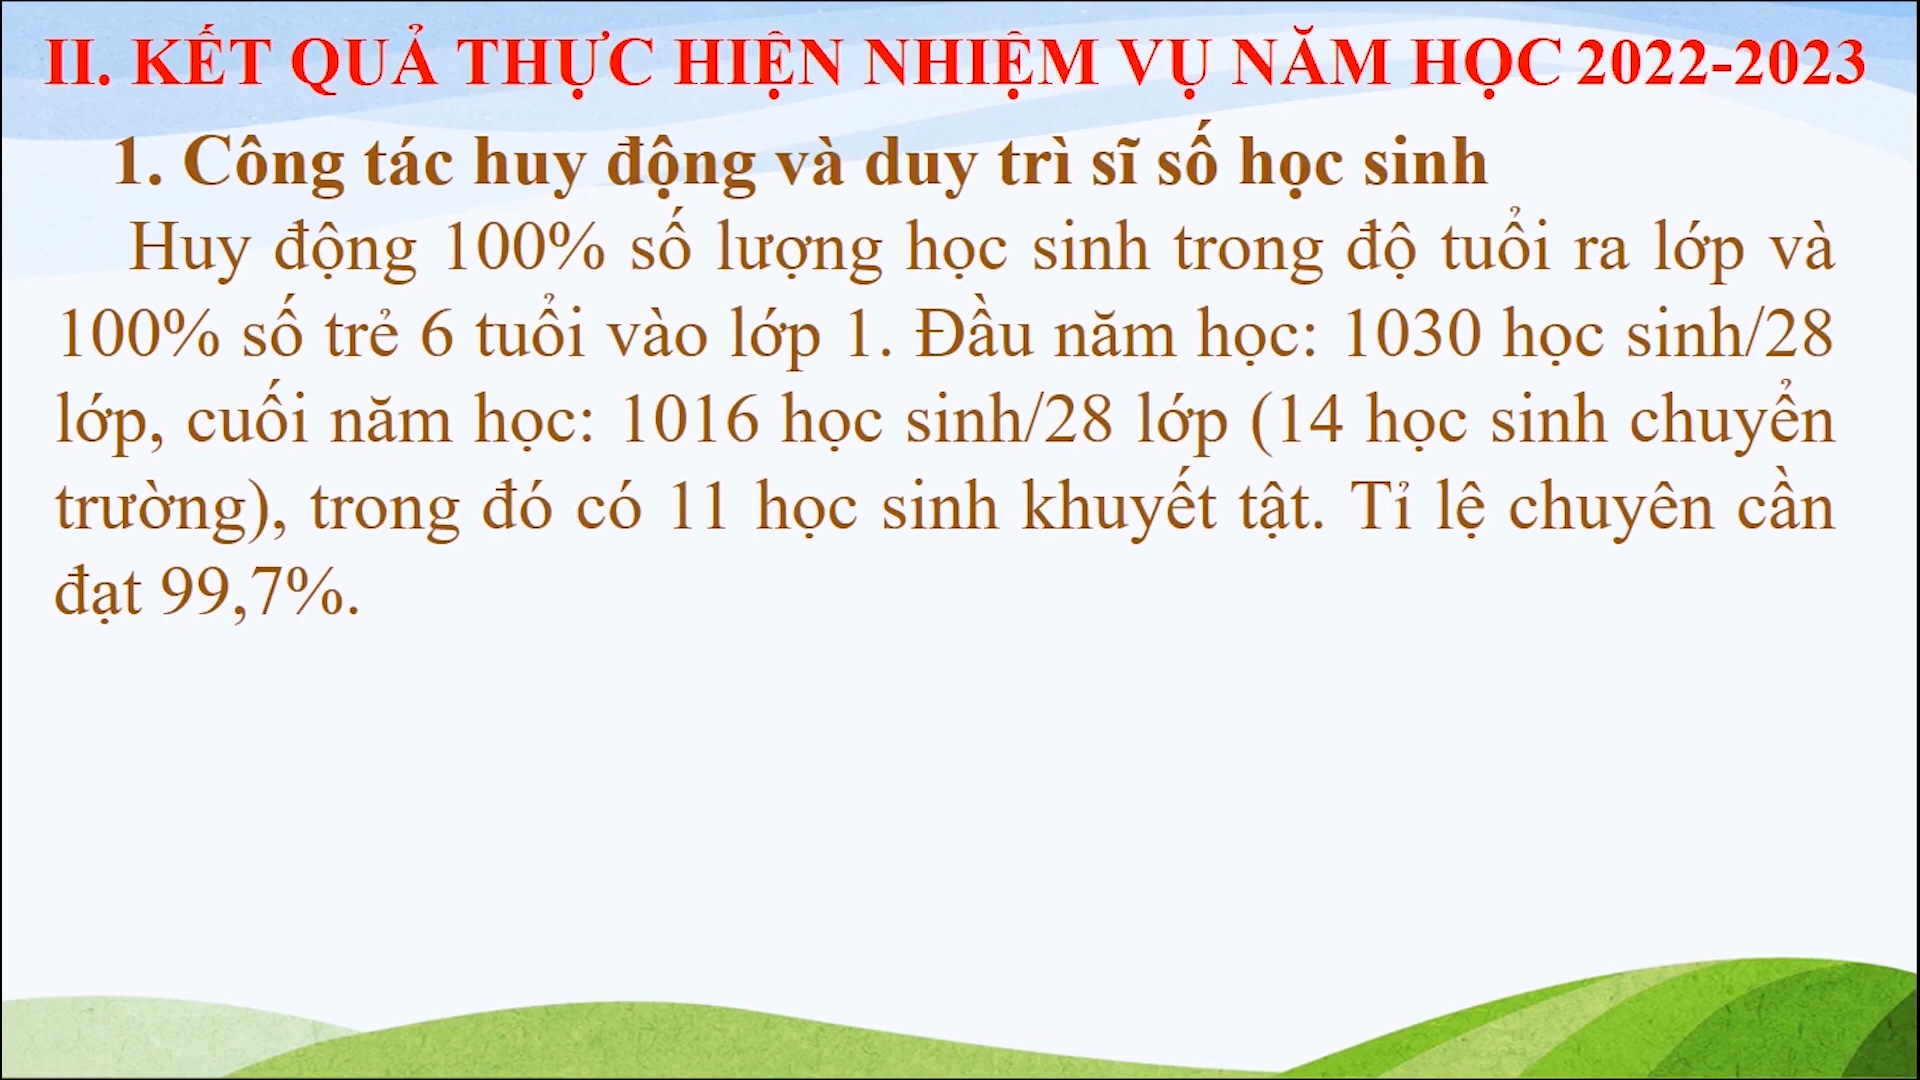 II. KẾT QUẢ THỰC HIỆN NHIỆM VỤ NĂM HỌC 2022-2023
1. Công tác huy động và duy trì sĩ số học sinh
Huy động 100% số lượng học sinh trong độ tuổi ra lớp và
100% số trẻ 6 tuổi vào lớp 1. Đầu năm học: 1030 học sinh/28
lớp, cuối năm học: 1016 học sinh/28 lớp (14 học sinh chuyển
trường), trong đó có 11 học sinh khuyết tật. Tỉ lệ chuyên cần
đạt 99,7%.